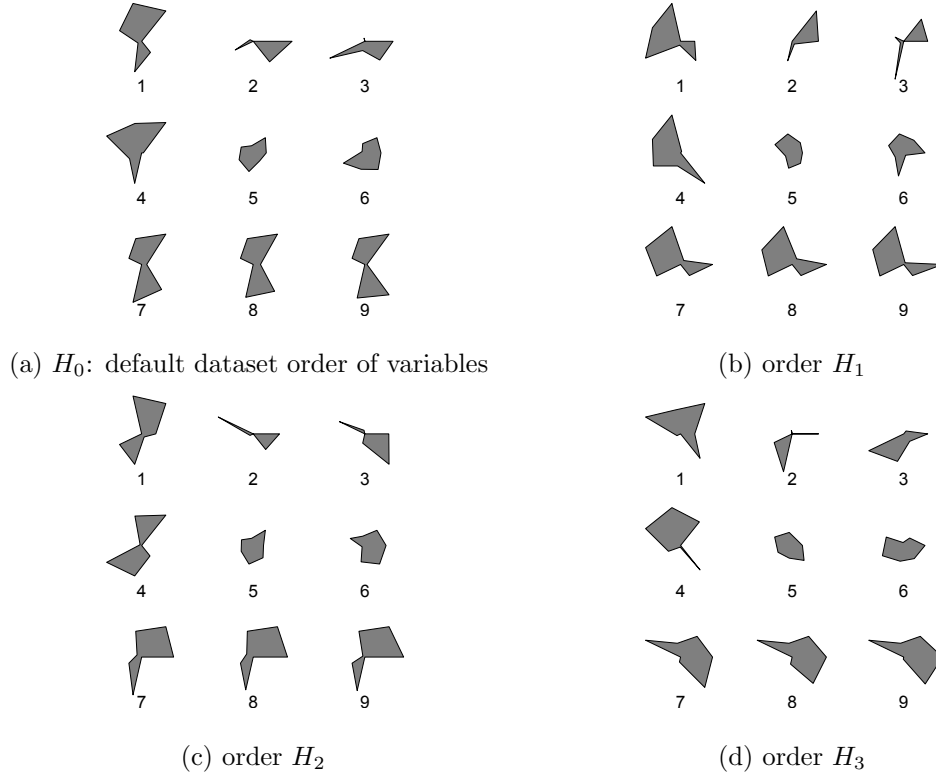 1 2 3
4 5 6
7 8 9
(a) H₀: default dataset order of variables
1 2 3
4 5 6
7 8 9
(b) order H₁
1 2 3
4 5 6
7 8 9
(c) order H₂
1 2 3
4 5 6
7 8 9
(d) order H₃